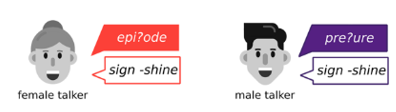 epi?ode
sign -shine
female talker
pre?ure
sign -shine
male talker